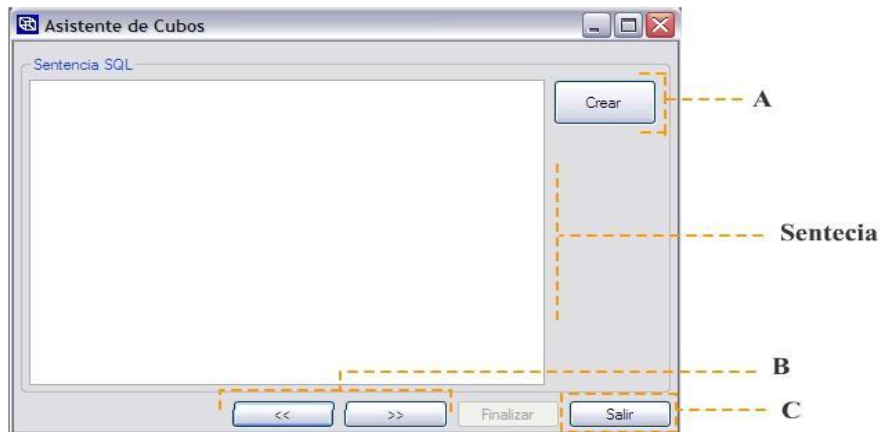 Asistente de Cubos
Sentencia SQL
Crear
A
Sentecia
B
<< >> Finalizar Salir
C